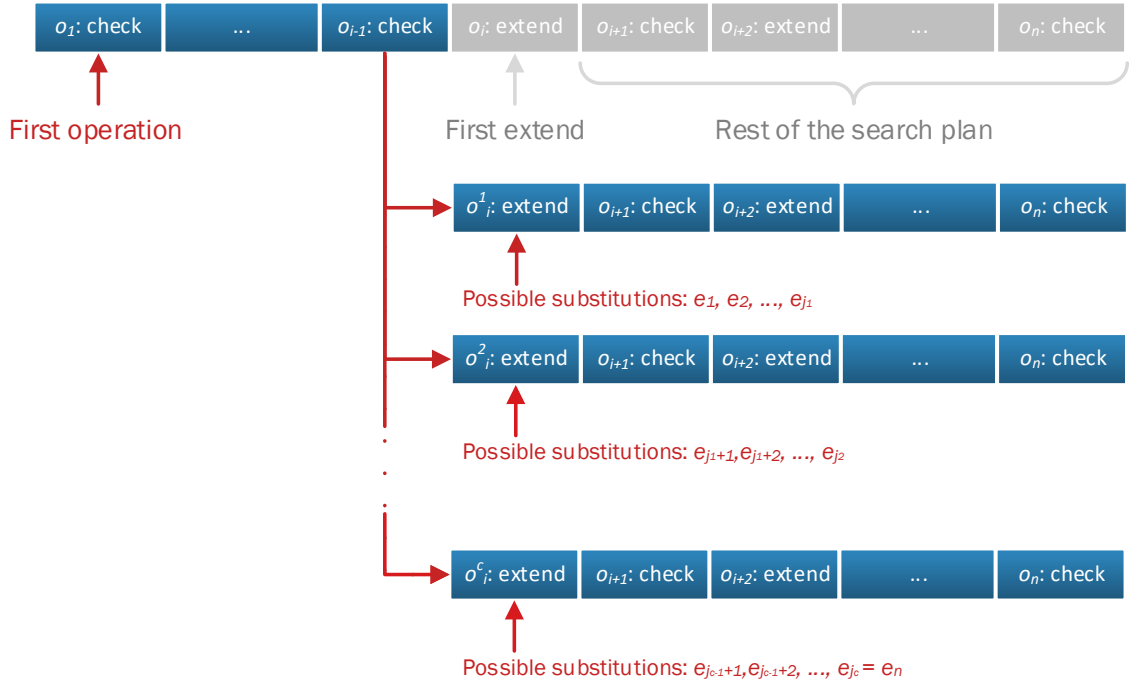 o1: check ... oi-1: check oi: extend oi+1: check oi+2: extend ... on: check
First operation First extend Rest of the search plan
o1i: extend oi+1: check oi+2: extend ... on: check
Possible substitutions: e1, e2, ..., ej1
o2i: extend oi+1: check oi+2: extend ... on: check
Possible substitutions: ej1+1,ej1+2, ..., ej2
oci: extend oi+1: check oi+2: extend ... on: check
Possible substitutions: ejc-1+1,ejc-1+2, ..., ejc = en